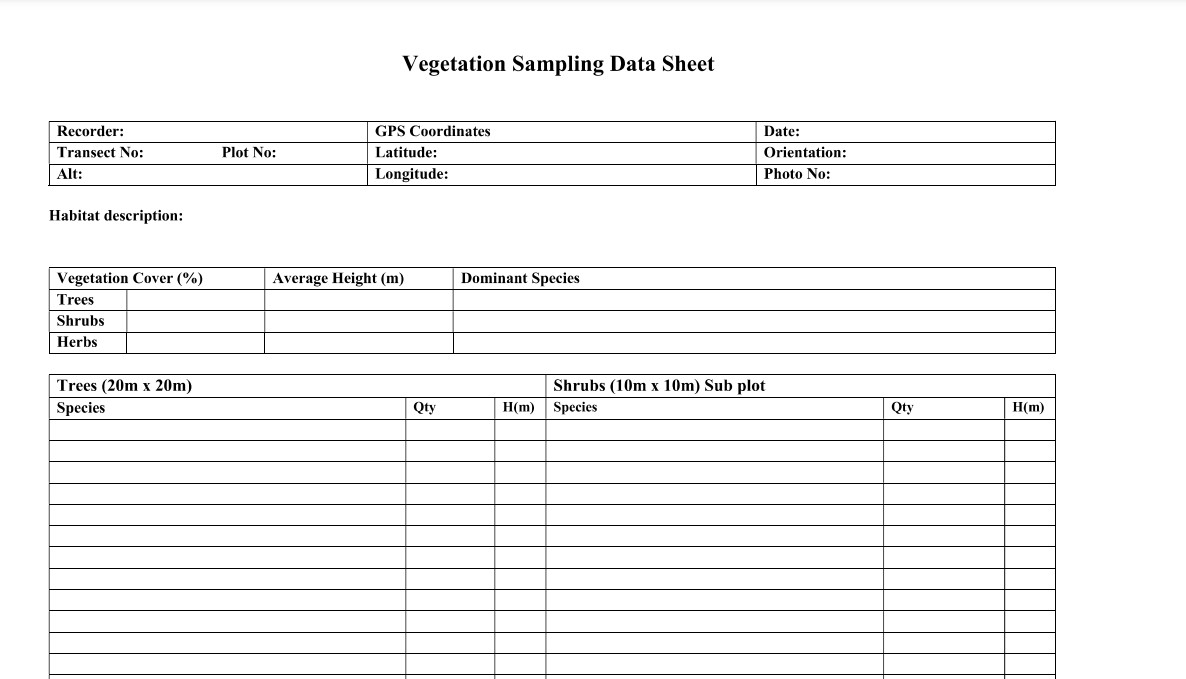 Vegetation Sampling Data Sheet
Recorder: GPS Coordinates Date:
Transect No: Plot No: Latitude: Orientation:
Alt: Longitude: Photo No:
Habitat description:
Vegetation Cover (%) Average Height (m) Dominant Species
Trees
Shrubs
Herbs
Trees (20m x 20m) Shrubs (10m x 10m) Sub plot
Species Qty H(m) Species Qty H(m)